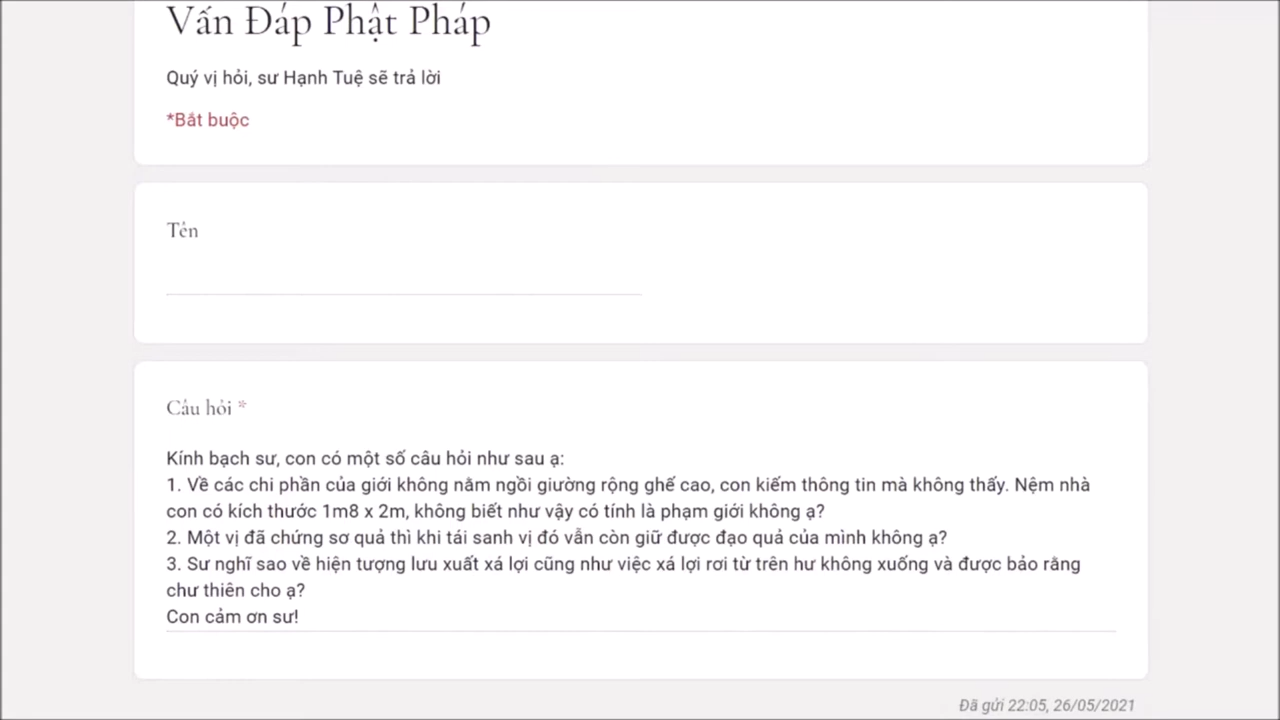 Vấn Đáp Phật Pháp
Quý vị hỏi, sư Hạnh Tuệ sẽ trả lời
*Bắt buộc
Tên
Câu hỏi *
Kính bạch sư, con có một số câu hỏi như sau ạ:
1. Về các chi phần của giới không nằm ngồi giường rộng ghế cao, con kiếm thông tin mà không thấy. Nệm nhà
con có kích thước 1m8 x 2m, không biết như vậy có tính là phạm giới không ạ?
2. Một vị đã chứng sơ quả thì khi tái sanh vị đó vẫn còn giữ được đạo quả của mình không ạ?
3. Sư nghĩ sao về hiện tượng lưu xuất xá lợi cũng như việc xá lợi rơi từ trên hư không xuống và được bảo rằng
chư thiên cho ạ?
Con cảm ơn sư!
Đã gửi 22:05, 26/05/2021